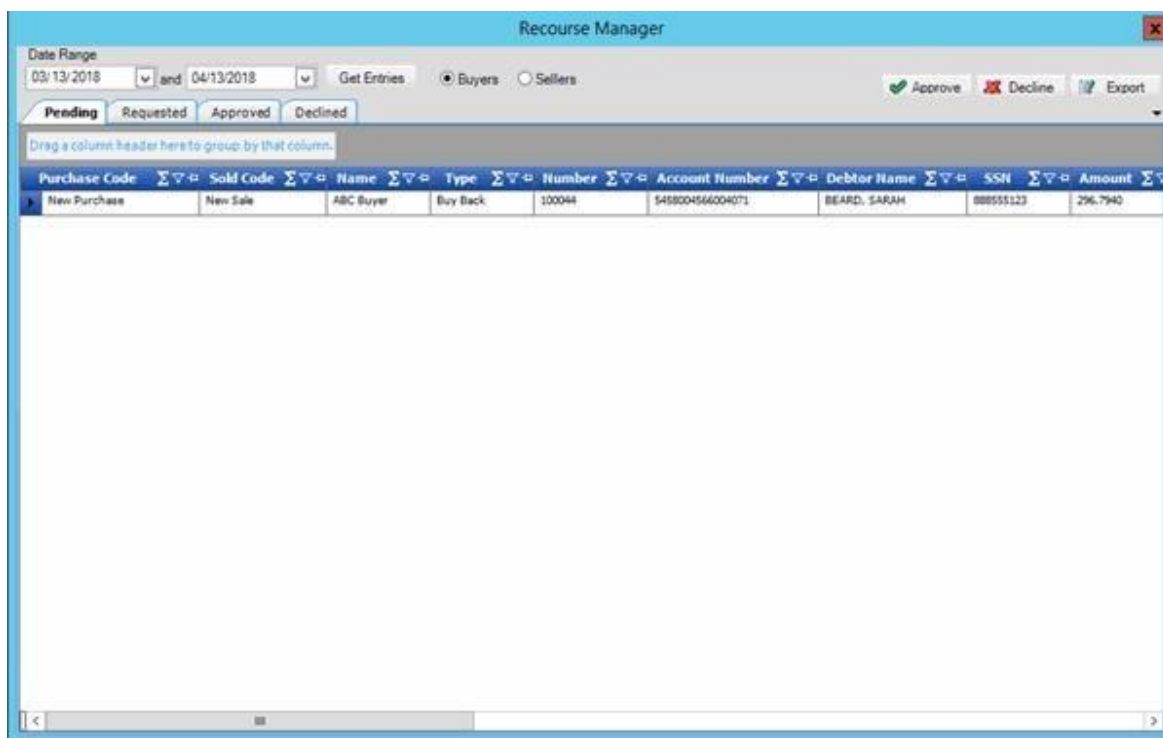 Recourse Manager
Date Range
03/13/2018 and 04/13/2018 Get Entries Buyers Sellers Approve Decline Export
Pending Requested Approved Declined
Drag a column header here to group by that column.
Purchase Code Sold Code Name Type Number Account Number Debtor Name SSN Amount
New Purchase New Sale ABC Buyer Buy Back 100044 5458004566004071 BEARD, SARAH 888555123 296.7940